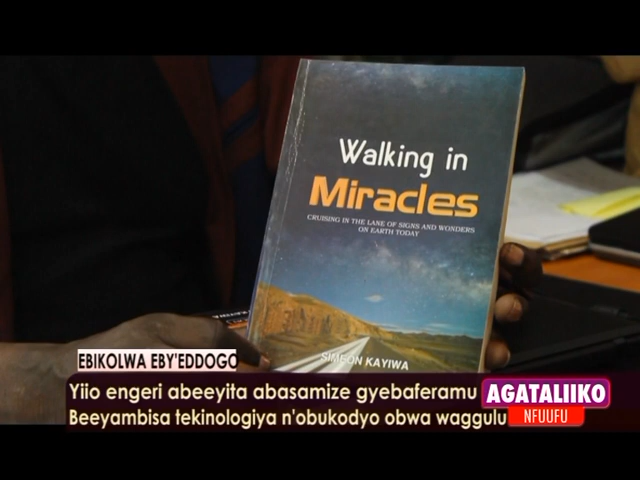 Walking in
Miracles
CRUISING IN THE LANE OF SIGNS AND WONDERS
ON EARTH TODAY
SIMEON KAYIWA
EBIKOLWA EBY'EDDOGO
Yiio engeri abeeyita abasamize gyebaferamu
Beeyambisa tekinologiya n'obukodyo obwa waggulu
AGATALIIKO
NFUUFU